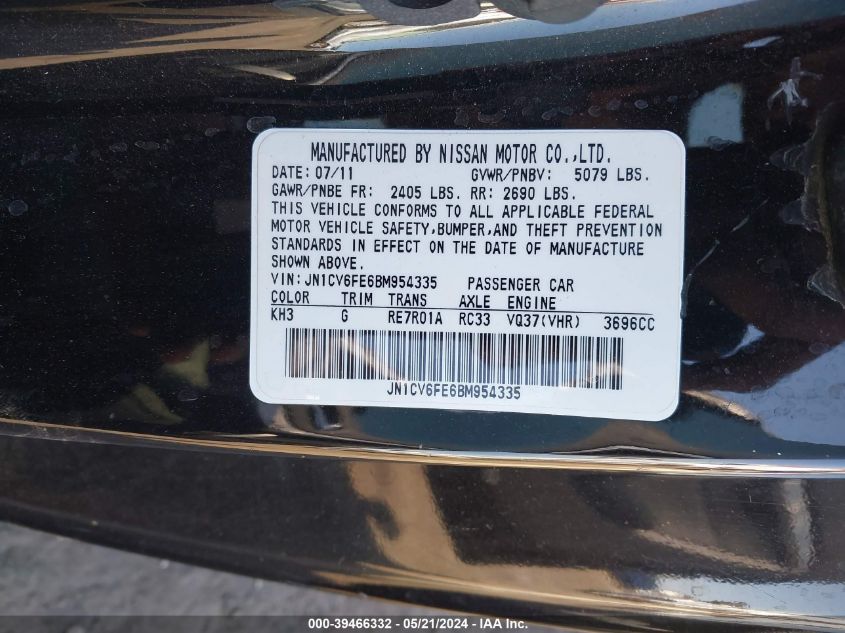 MANUFACTURED BY NISSAN MOTOR CO.,LTD.
DATE: 07/11 GVWR/PNBV: 5079 LBS.
GAWR/PNBE FR: 2405 LBS. RR: 2690 LBS.
THIS VEHICLE CONFORMS TO ALL APPLICABLE FEDERAL
MOTOR VEHICLE SAFETY,BUMPER,AND THEFT PREVENTION
STANDARDS IN EFFECT ON THE DATE OF MANUFACTURE
SHOWN ABOVE.
VIN:JN1CV6FE6BM954335 PASSENGER CAR
COLOR TRIM TRANS AXLE ENGINE
KH3 G RE7R01A RC33 VQ37(VHR) 3696CC
JN1CV6FE6BM954335
000-39466332 - 05/21/2024 - IAAI.COM